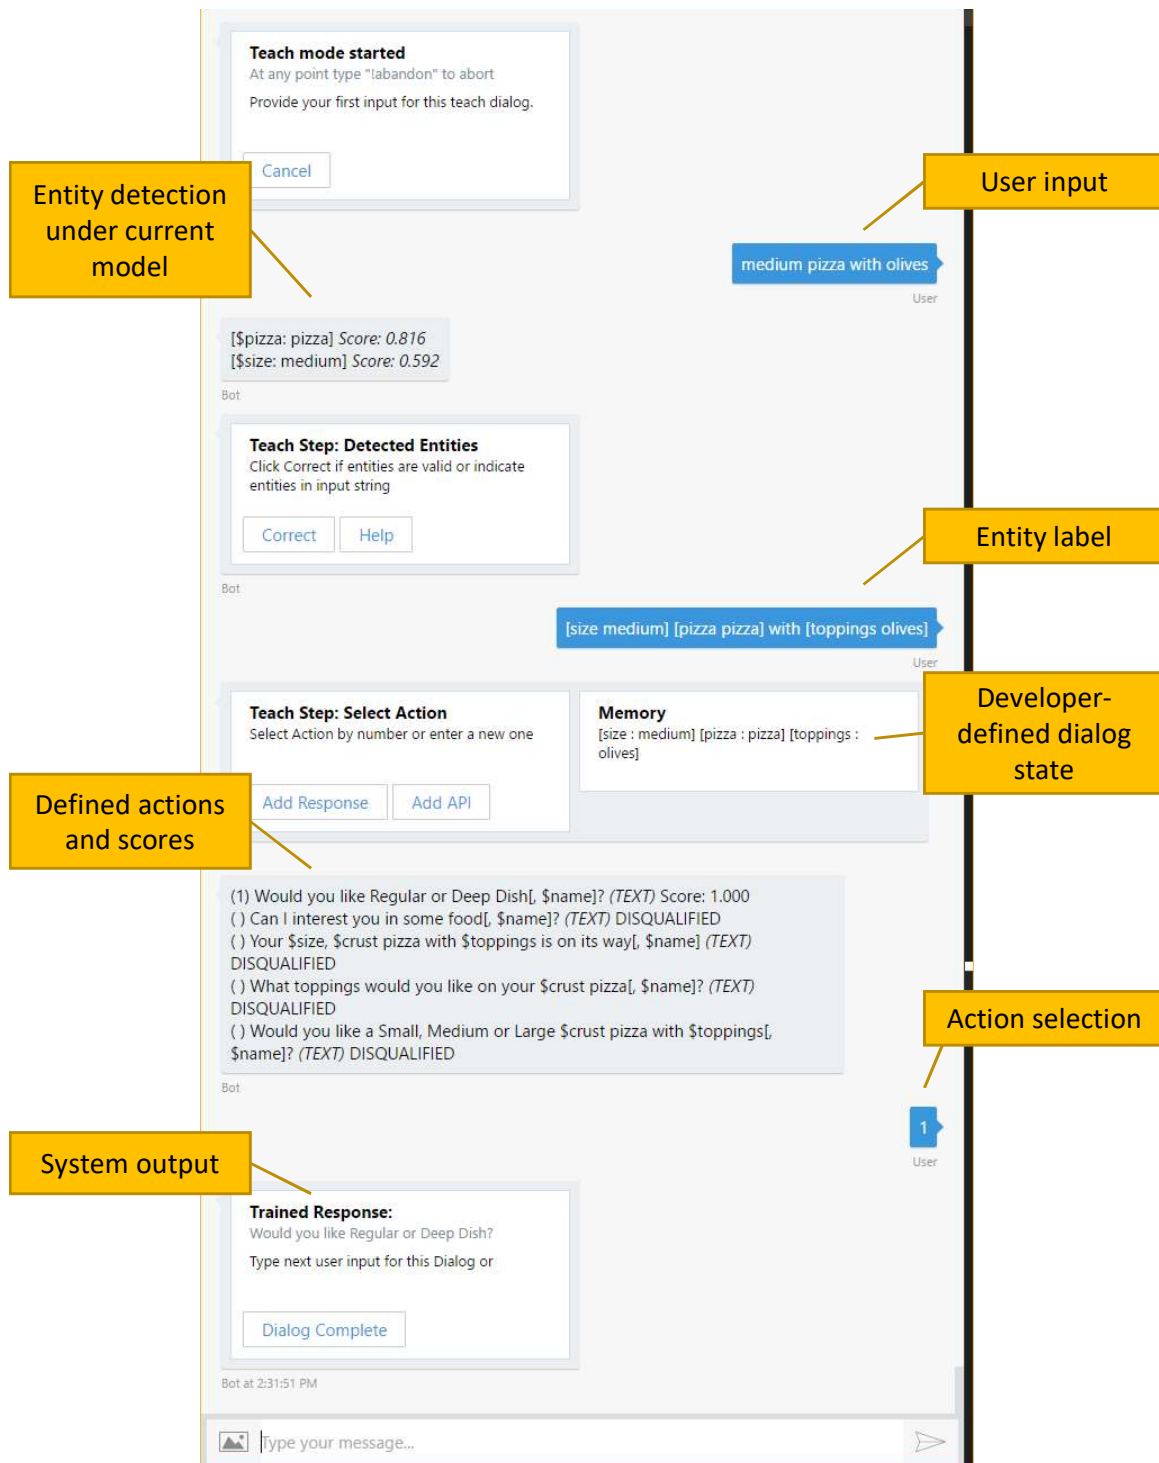 Teach mode started
At any point type "!abandon" to abort
Provide your first input for this teach dialog.
Cancel
Entity detection
under current
model
User input
medium pizza with olives
User
[$pizza: pizza] Score: 0.816
[$size: medium] Score: 0.592
Bot
Teach Step: Detected Entities
Click Correct if entities are valid or indicate
entities in input string
Correct Help
Bot
Entity label
[size medium] [pizza pizza] with [toppings olives]
User
Teach Step: Select Action
Select Action by number or enter a new one
Add Response Add API
Memory
[size : medium] [pizza : pizza] [toppings :
olives]
Developer-
defined dialog
state
Defined actions
and scores
(1) Would you like Regular or Deep Dish[, $name]? (TEXT) Score: 1.000
( ) Can I interest you in some food[, $name]? (TEXT) DISQUALIFIED
( ) Your $size, $crust pizza with $toppings is on its way[, $name] (TEXT)
DISQUALIFIED
( ) What toppings would you like on your $crust pizza[, $name]? (TEXT)
DISQUALIFIED
( ) Would you like a Small, Medium or Large $crust pizza with $toppings[,
$name]? (TEXT) DISQUALIFIED
Bot
Action selection
1
User
System output
Trained Response:
Would you like Regular or Deep Dish?
Type next user input for this Dialog or
Dialog Complete
Bot at 2:31:51 PM
Type your message...